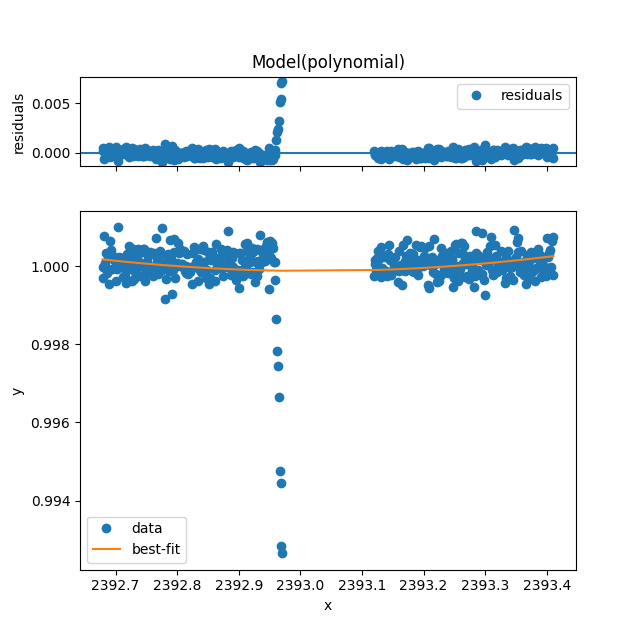 Model(polynomial)
residuals
0.005
0.000
residuals
1.000
0.998
0.996
0.994
y
data
best-fit
2392.7 2392.8 2392.9 2393.0 2393.1 2393.2 2393.3 2393.4
x